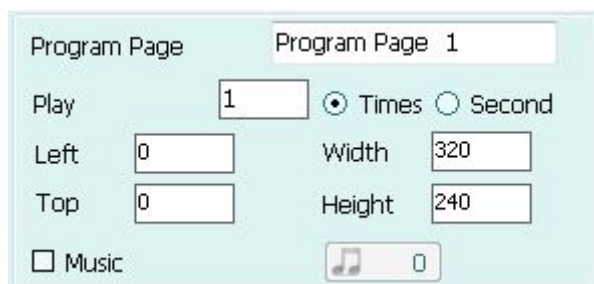 Program Page Program Page 1
Play 1 Times Second
Left 0 Width 320
Top 0 Height 240
Music 0